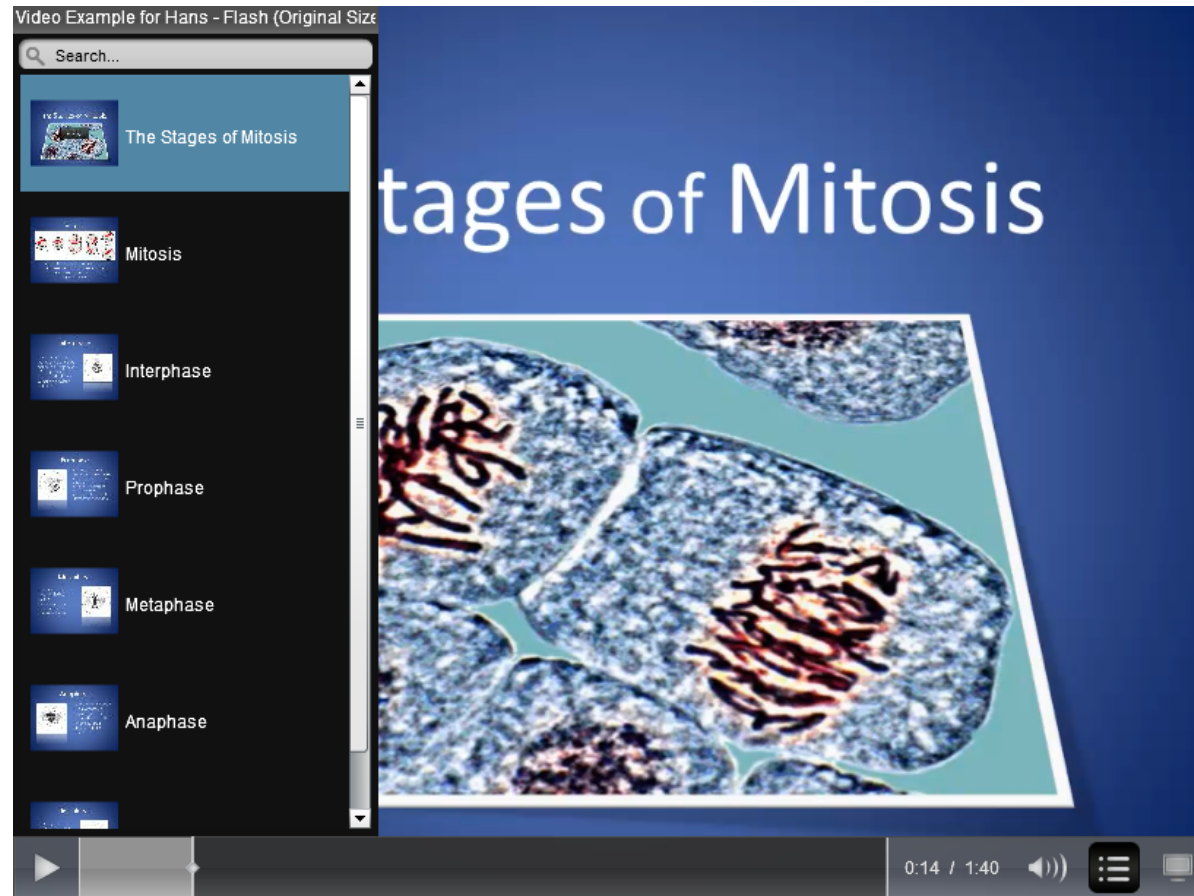 Video Example for Hans - Flash (Original Size
Search...
The Stages of Mitosis
Mitosis
Interphase
Prophase
Metaphase
Anaphase
tages of Mitosis
0:14 / 1:40